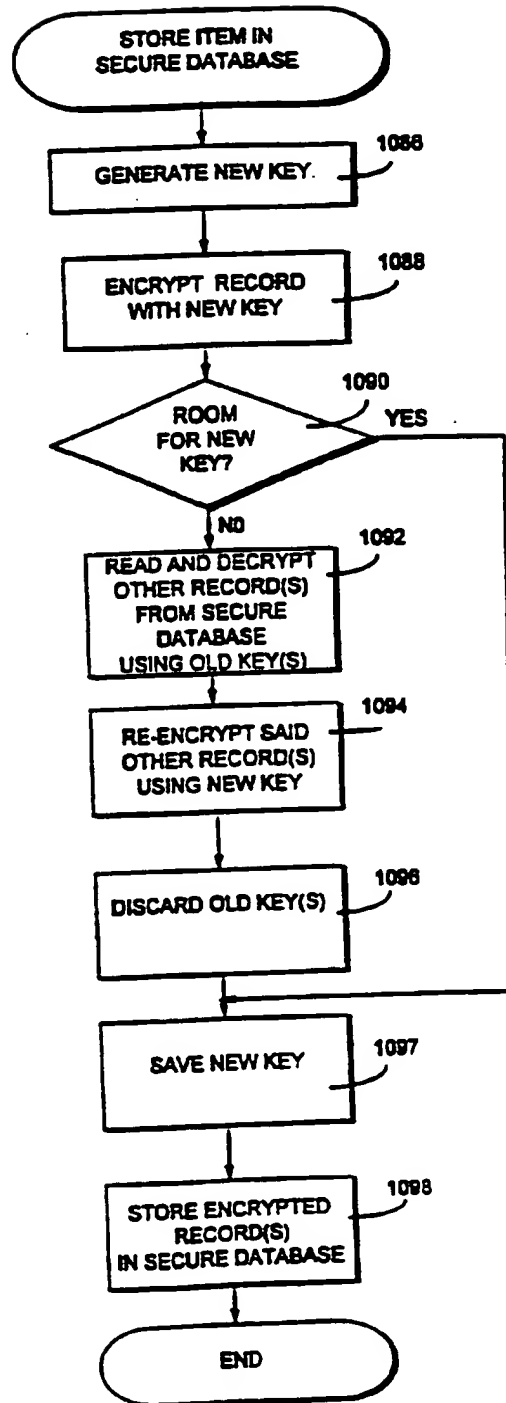 STORE ITEM IN
SECURE DATABASE
1086
GENERATE NEW KEY.
1088
ENCRYPT RECORD
WITH NEW KEY
1090
ROOM
FOR NEW
KEY?
YES
NO
1092
READ AND DECRYPT
OTHER RECORD(S)
FROM SECURE
DATABASE
USING OLD KEY(S)
1094
RE-ENCRYPT SAID
OTHER RECORD(S)
USING NEW KEY
1096
DISCARD OLD KEY(S)
1097
SAVE NEW KEY
1098
STORE ENCRYPTED
RECORD(S)
IN SECURE DATABASE
END